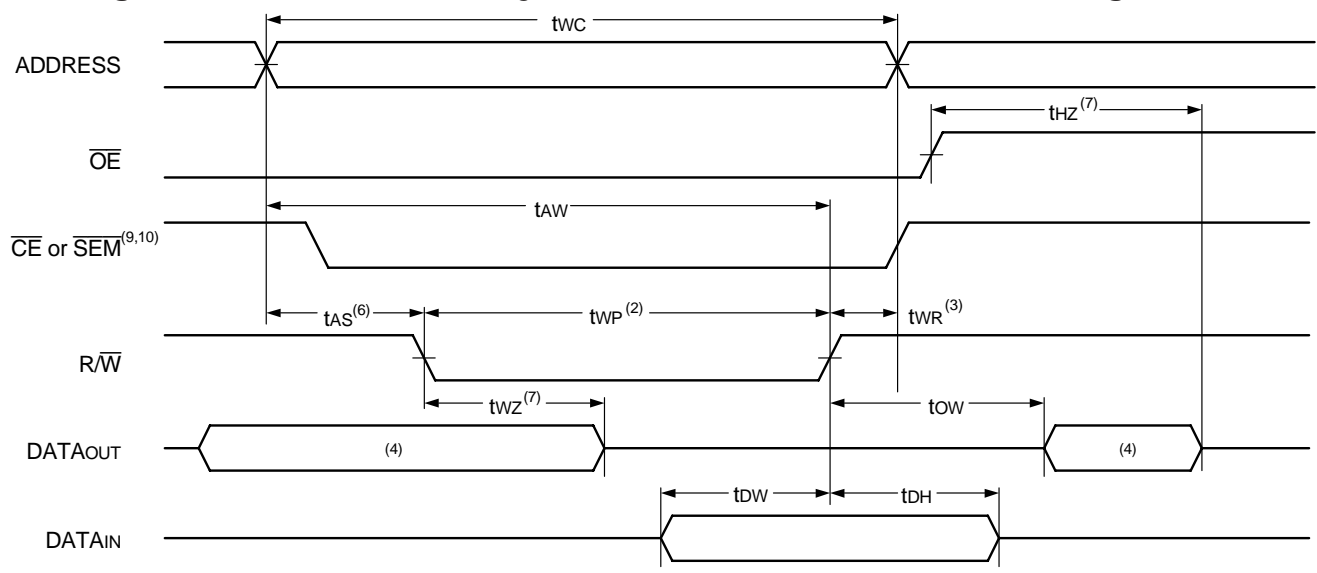 tWC
ADDRESS
tHZ(7)
OE
tAW
CE or SEM(9,10)
tAS(6)
tWP(2)
tWR(3)
R/W
tWZ(7)
tOW
DATAOUT
(4)
(4)
tDW
tDH
DATAIN